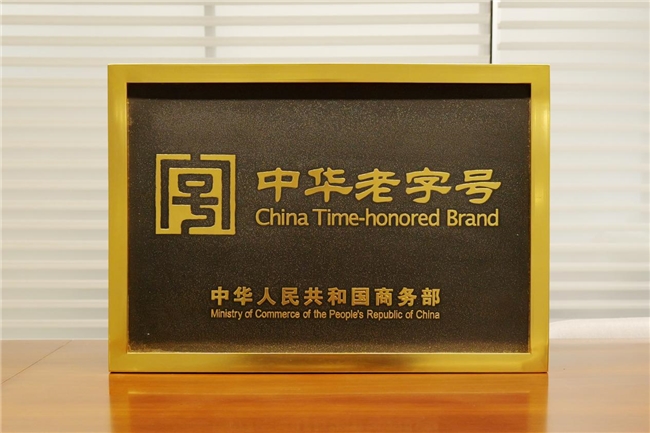 中华老字号
China Time-honored Brand
中华人民共和国商务部
Ministry of Commerce of the People's Republic of China